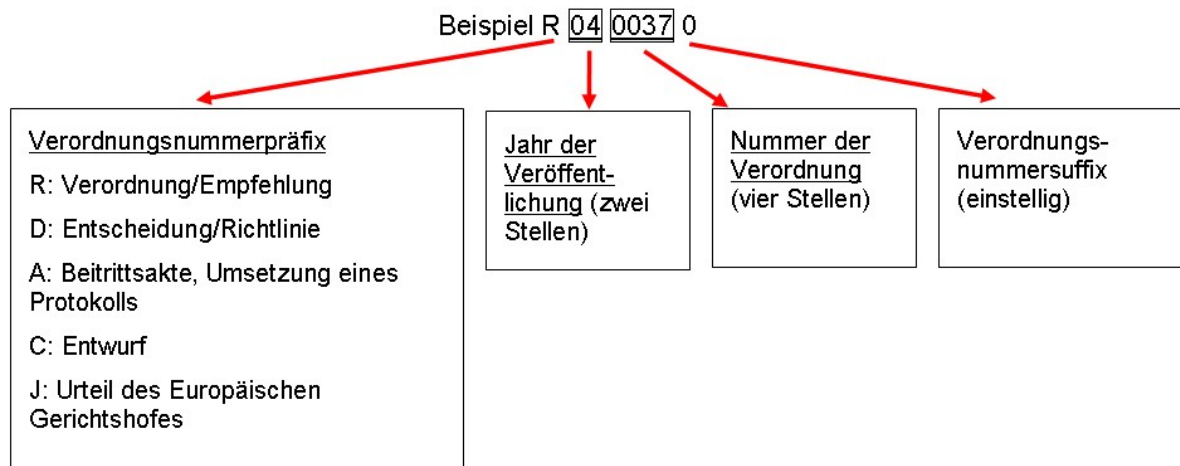 Beispiel R 04 0037 0
Verordnungsnummerpräfix
R: Verordnung/Empfehlung
D: Entscheidung/Richtlinie
A: Beitrittsakte, Umsetzung eines
Protokolls
C: Entwurf
J: Urteil des Europäischen
Gerichtshofes
Jahr der
Veröffent-
lichung (zwei
Stellen)
Nummer der
Verordnung
(vier Stellen)
Verordnungs-
nummersuffix
(einstellig)